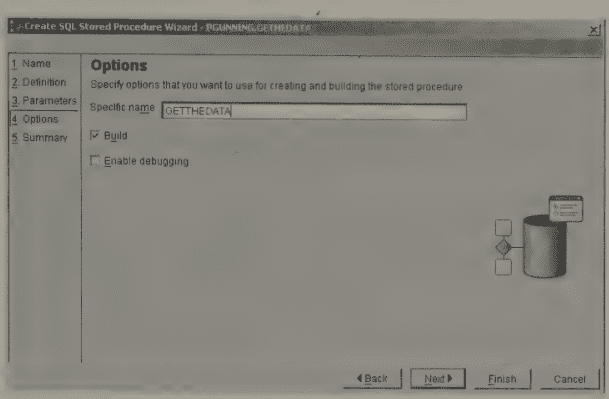 Create SQL Stored Procedure Wizard - PGUNNING.GETHEDATA
1. Name
2. Definition
3. Parameters
4. Options
5. Summary
Options
Specify options that you want to use for creating and building the stored procedure
Specific name GETTHEDATA
Build
Enable debugging
Back Next Finish Cancel